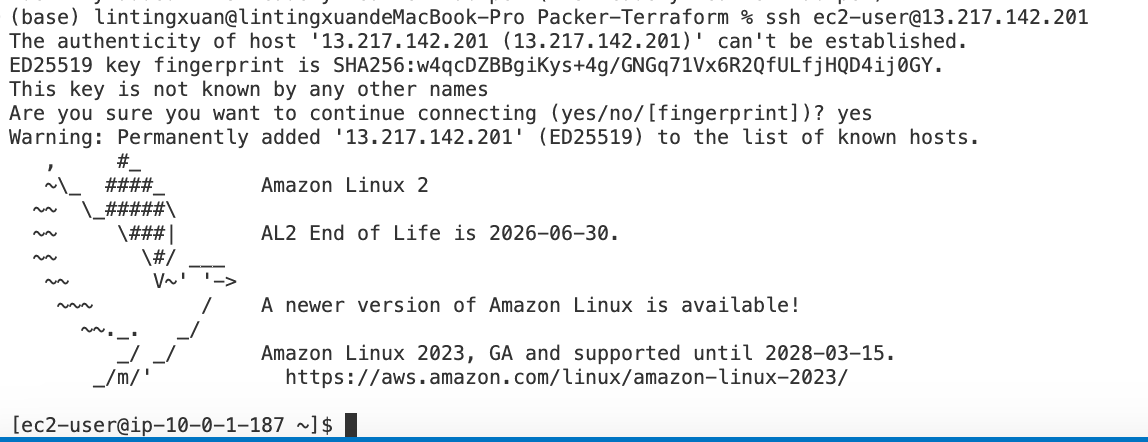 (base) lintingxuan@lintingxuandeMacBook-Pro Packer-Terraform % ssh ec2-user@13.217.142.201
The authenticity of host '13.217.142.201 (13.217.142.201)' can't be established.
ED25519 key fingerprint is SHA256:w4qcDZBBgiKys+4g/GNGq71Vx6R2QfULfjHQD4ij0GY.
This key is not known by any other names
Are you sure you want to continue connecting (yes/no/[fingerprint])? yes
Warning: Permanently added '13.217.142.201' (ED25519) to the list of known hosts.
   ,     #_
   ~\_  ####_        Amazon Linux 2
  ~~  \_#####\
  ~~     \###|       AL2 End of Life is 2026-06-30.
  ~~       \#/ ___
   ~~       V~' '->
    ~~~         /    A newer version of Amazon Linux is available!
      ~~._.   _/
         _/ _/       Amazon Linux 2023, GA and supported until 2028-03-15.
       _/m/'           https://aws.amazon.com/linux/amazon-linux-2023/
[ec2-user@ip-10-0-1-187 ~]$